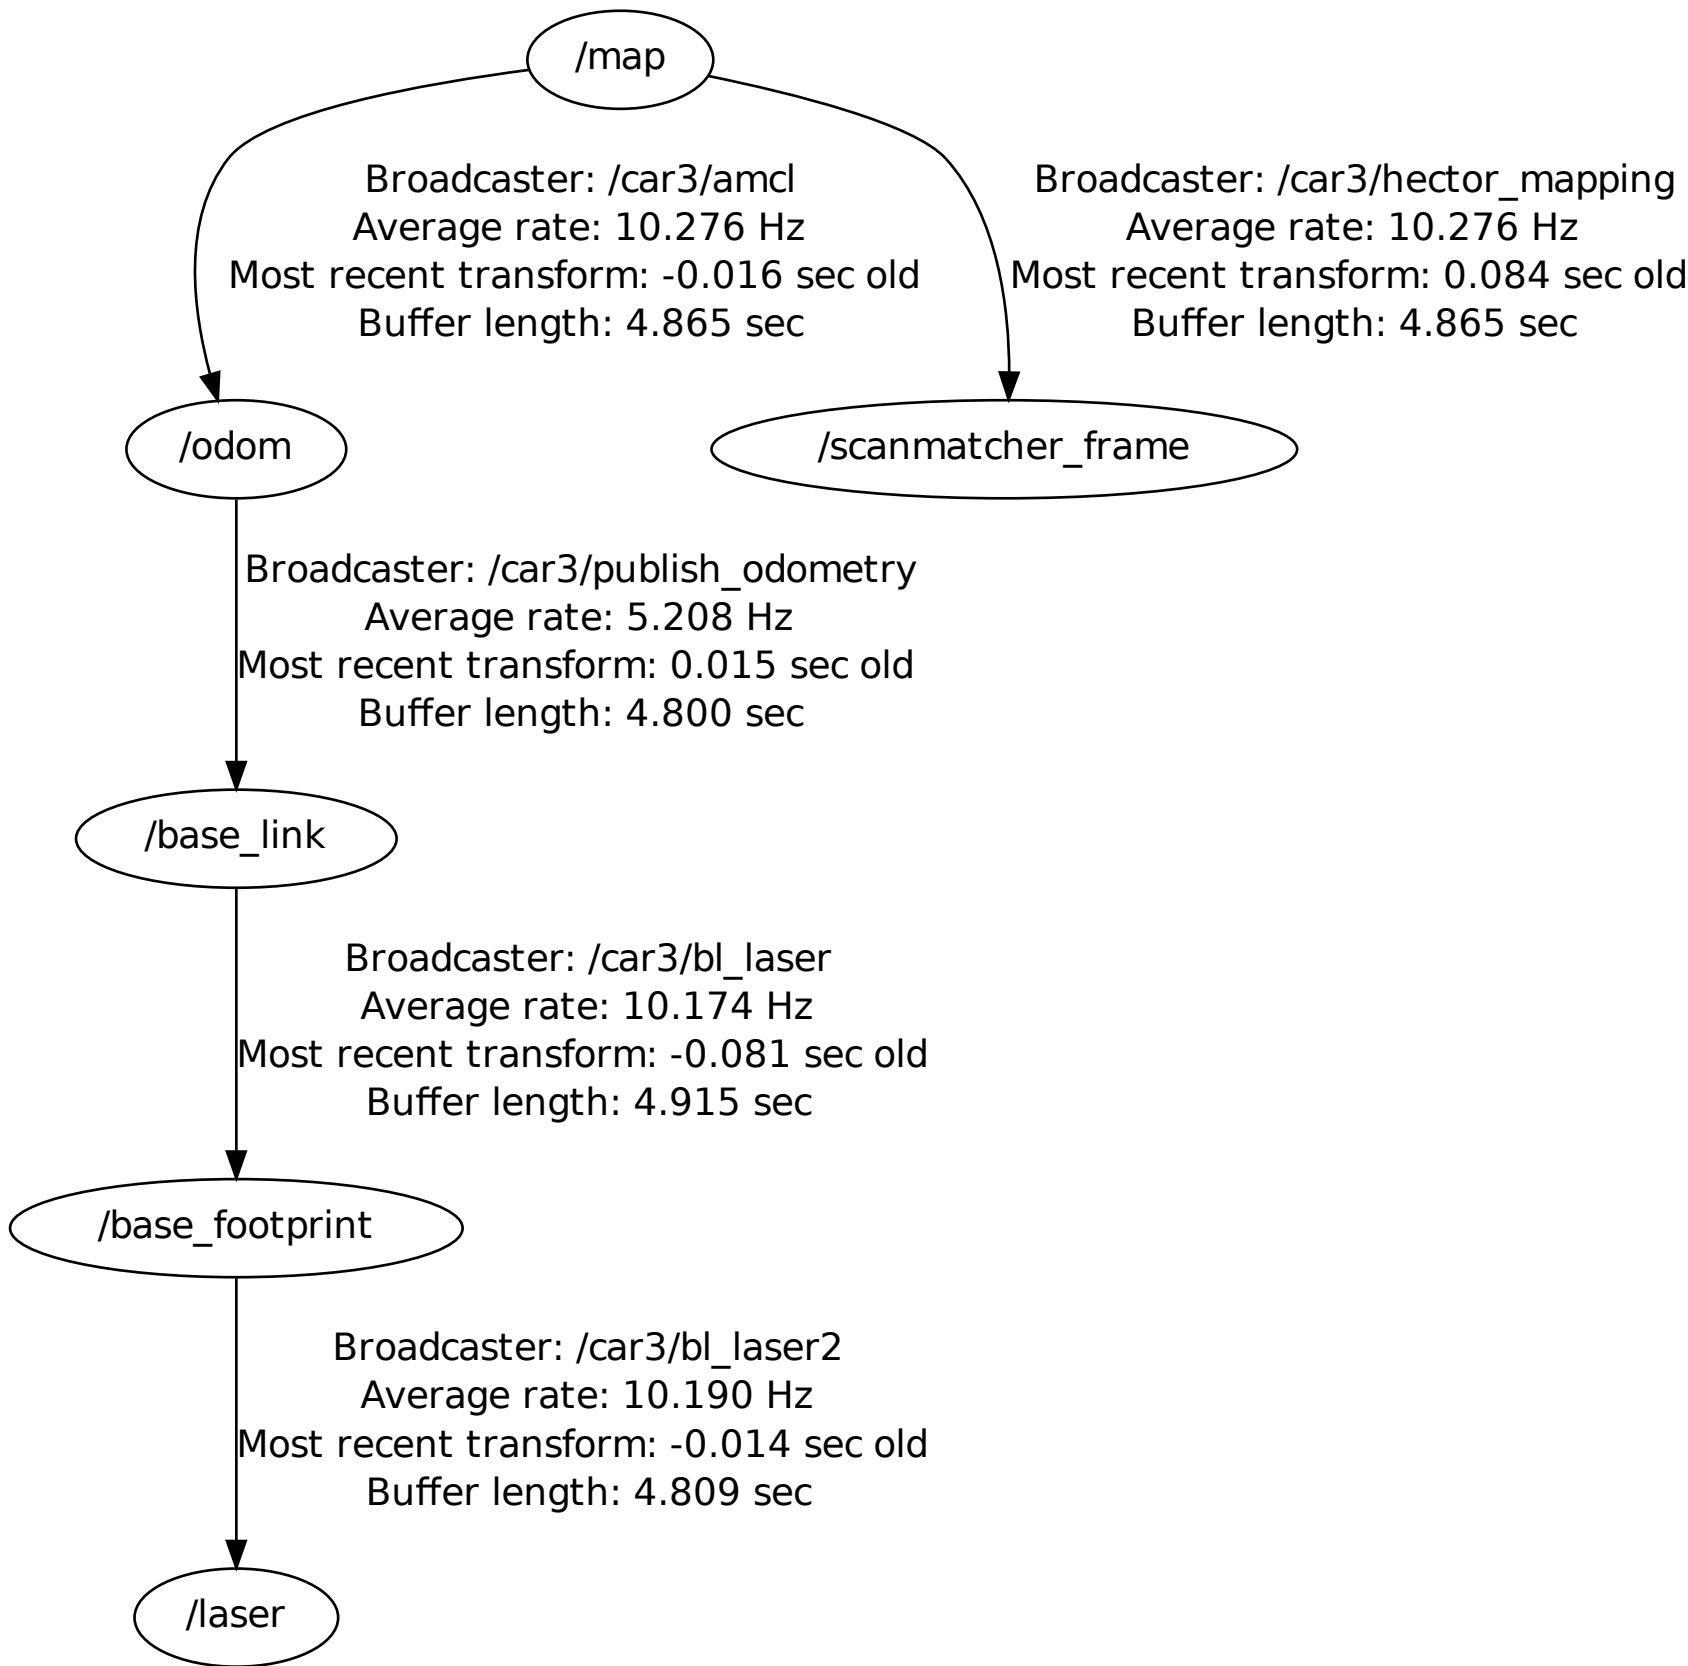 /map
Broadcaster: /car3/amcl
Average rate: 10.276 Hz
Most recent transform: -0.016 sec old
Buffer length: 4.865 sec
Broadcaster: /car3/hector_mapping
Average rate: 10.276 Hz
Most recent transform: 0.084 sec old
Buffer length: 4.865 sec
/odom
/scanmatcher_frame
Broadcaster: /car3/publish_odometry
Average rate: 5.208 Hz
Most recent transform: 0.015 sec old
Buffer length: 4.800 sec
/base_link
Broadcaster: /car3/bl_laser
Average rate: 10.174 Hz
Most recent transform: -0.081 sec old
Buffer length: 4.915 sec
/base_footprint
Broadcaster: /car3/bl_laser2
Average rate: 10.190 Hz
Most recent transform: -0.014 sec old
Buffer length: 4.809 sec
/laser